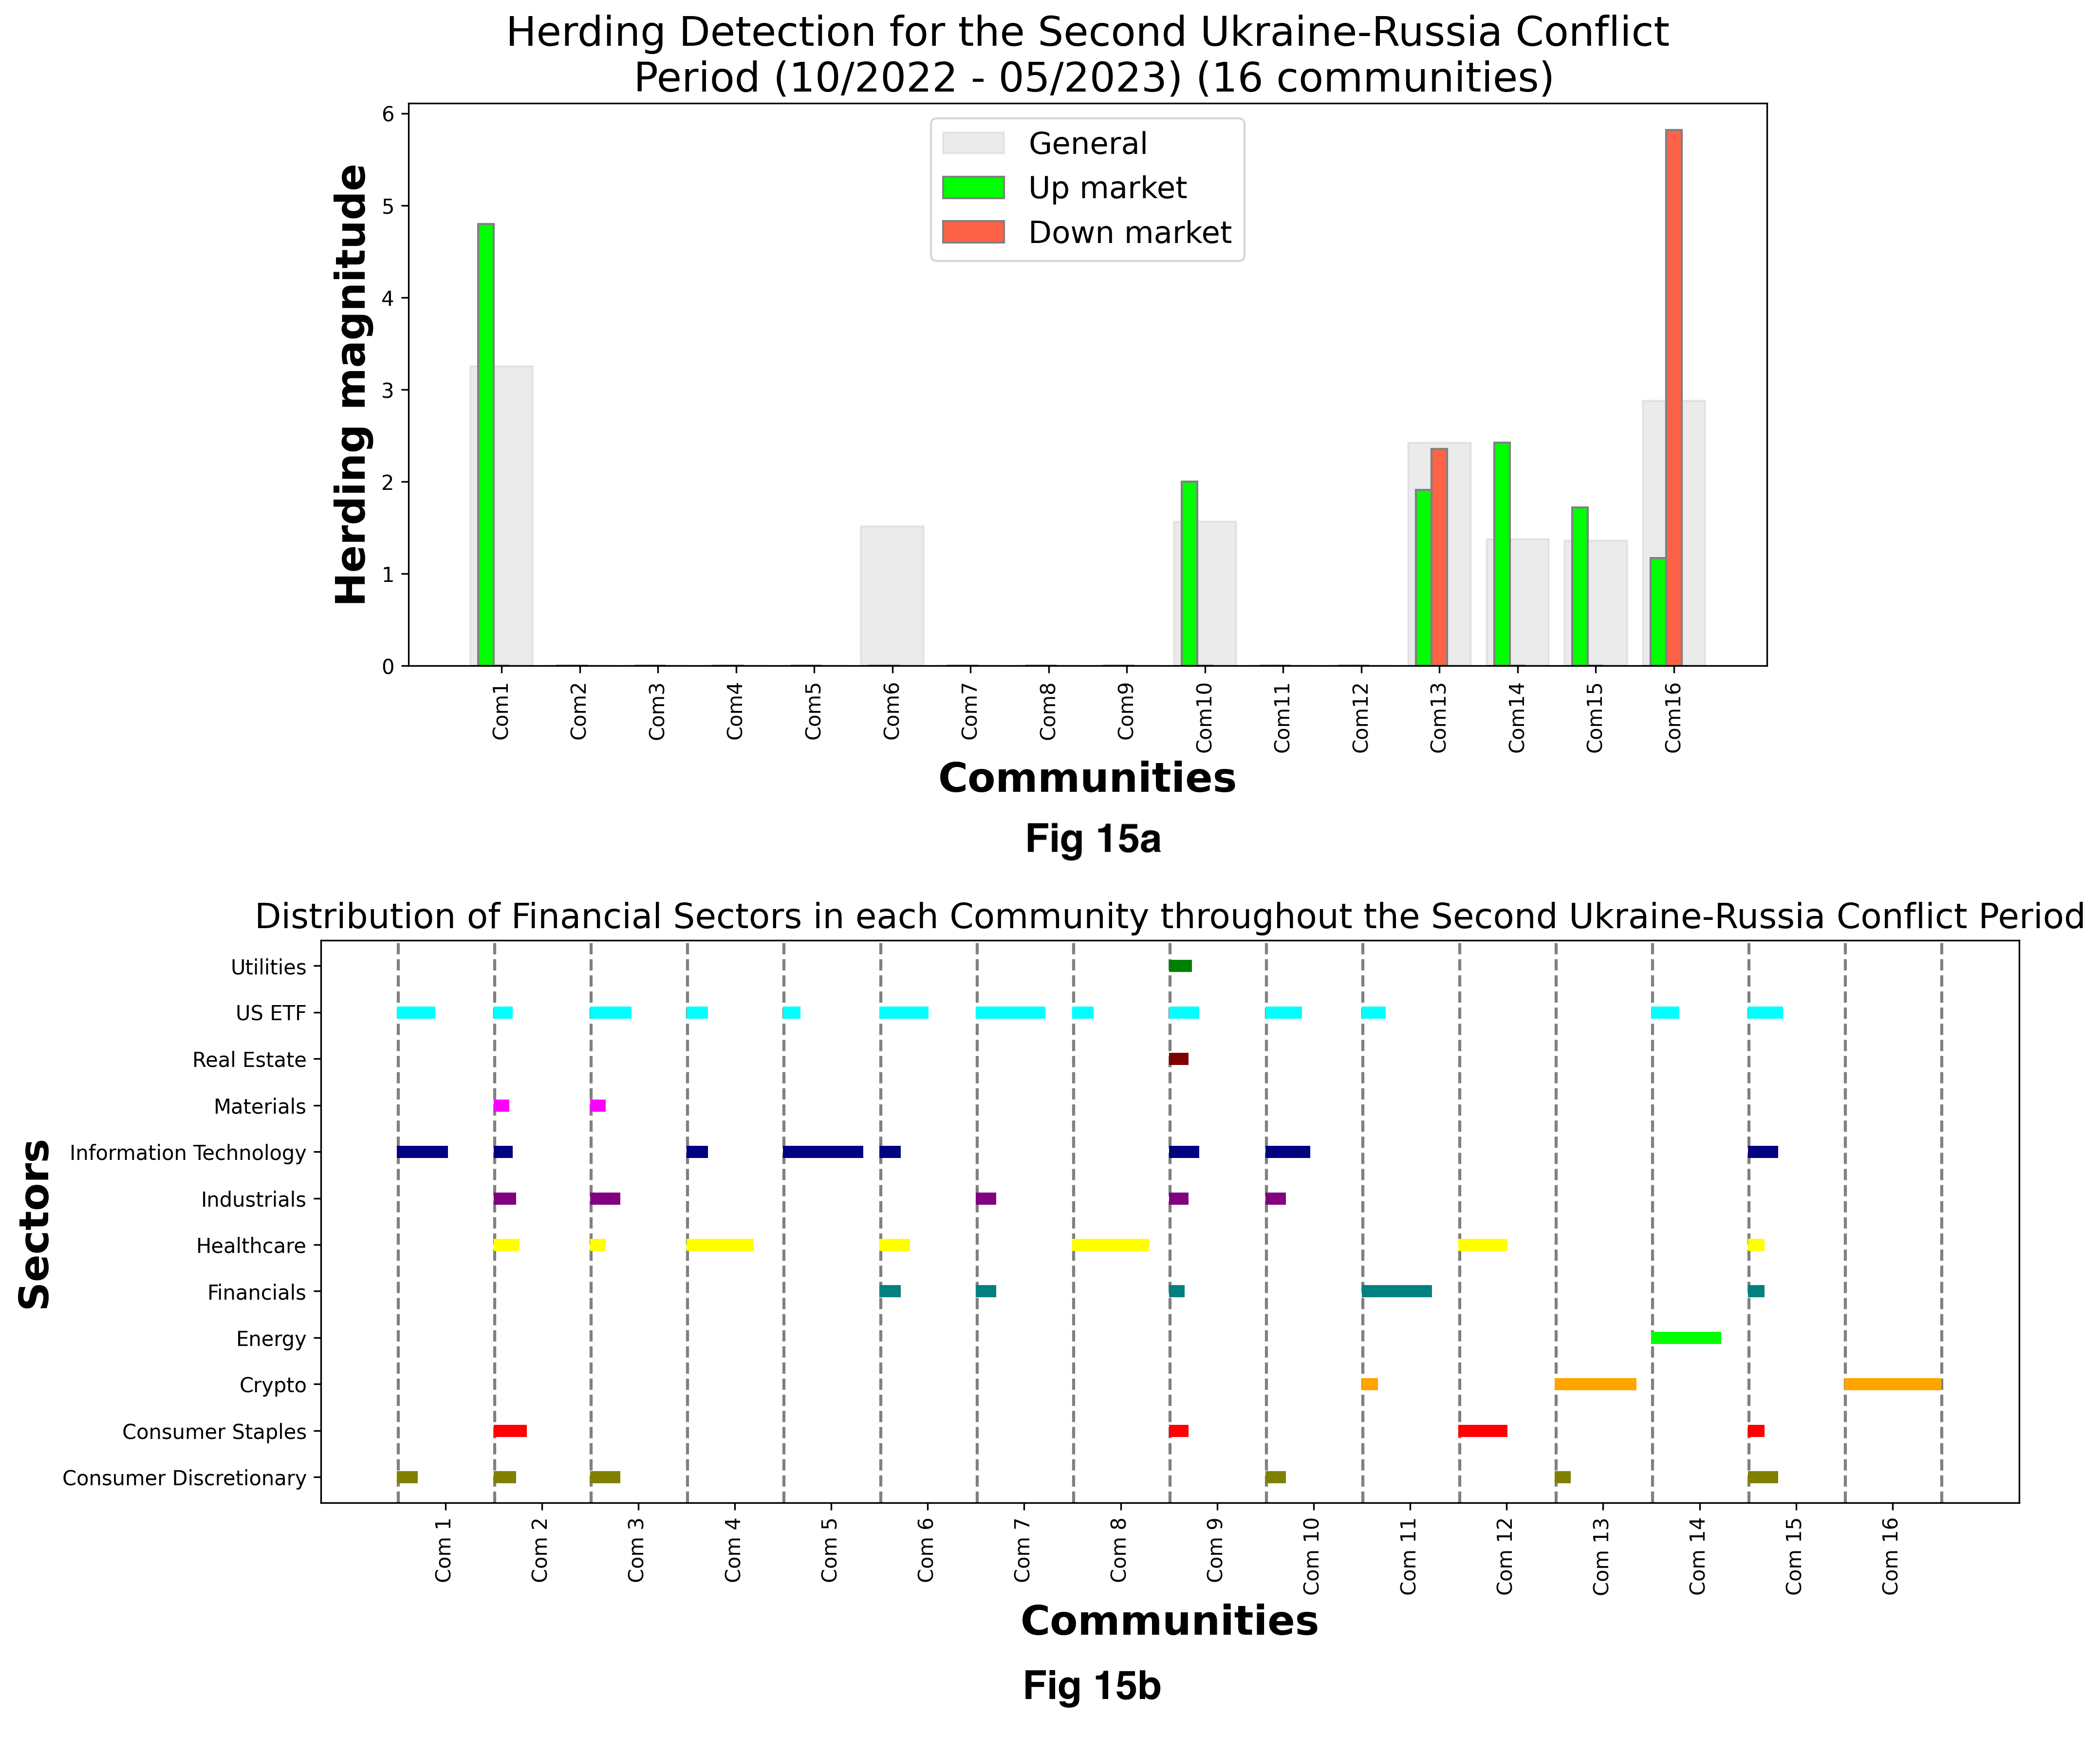 Herding Detection for the Second Ukraine-Russia Conflict
Period (10/2022 - 05/2023) (16 communities)
General
Up market
Down market
6
5
4
3
2
1
0
Herding magnitude
Com1
Com2
Com3
Com4
Com5
Com6
Com7
Com8
Com9
Com10
Com11
Com12
Com13
Com14
Com15
Com16
Communities
Fig 15a
Distribution of Financial Sectors in each Community throughout the Second Ukraine-Russia Conflict Period
Sectors
Utilities
US ETF
Real Estate
Materials
Information Technology
Industrials
Healthcare
Financials
Energy
Crypto
Consumer Staples
Consumer Discretionary
Com 1
Com 2
Com 3
Com 4
Com 5
Com 6
Com 7
Com 8
Com 9
Com 10
Com 11
Com 12
Com 13
Com 14
Com 15
Com 16
Communities
Fig 15b